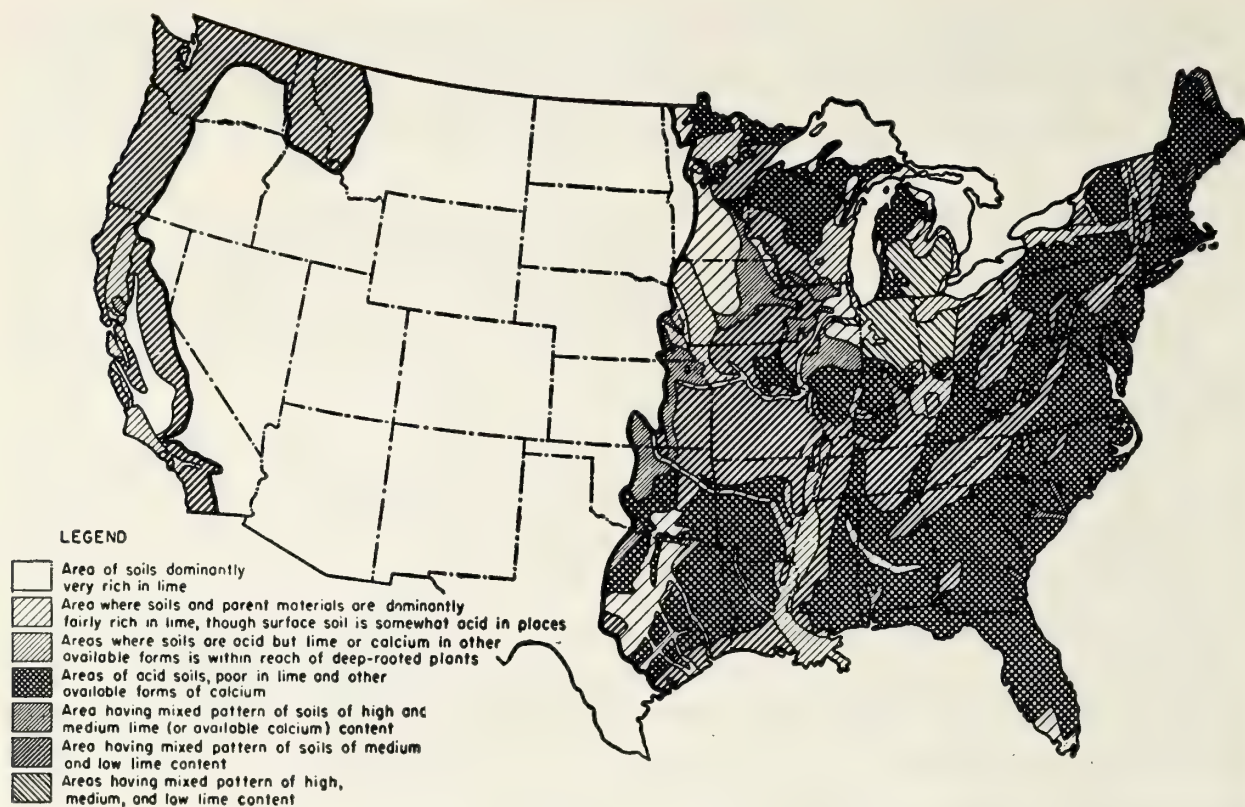 LEGEND
Area of soils dominantly
very rich in lime
Area where soils and parent materials are dominantly
fairly rich in lime, though surface soil is somewhat acid in places
Areas where soils are acid but lime or calcium in other
available forms is within reach of deep-rooted plants
Areas of acid soils, poor in lime and other
available forms of calcium
Area having mixed pattern of soils of high and
medium lime (or available calcium) content
Area having mixed pattern of soils of medium
and low lime content
Areas having mixed pattern of high,
medium, and low lime content